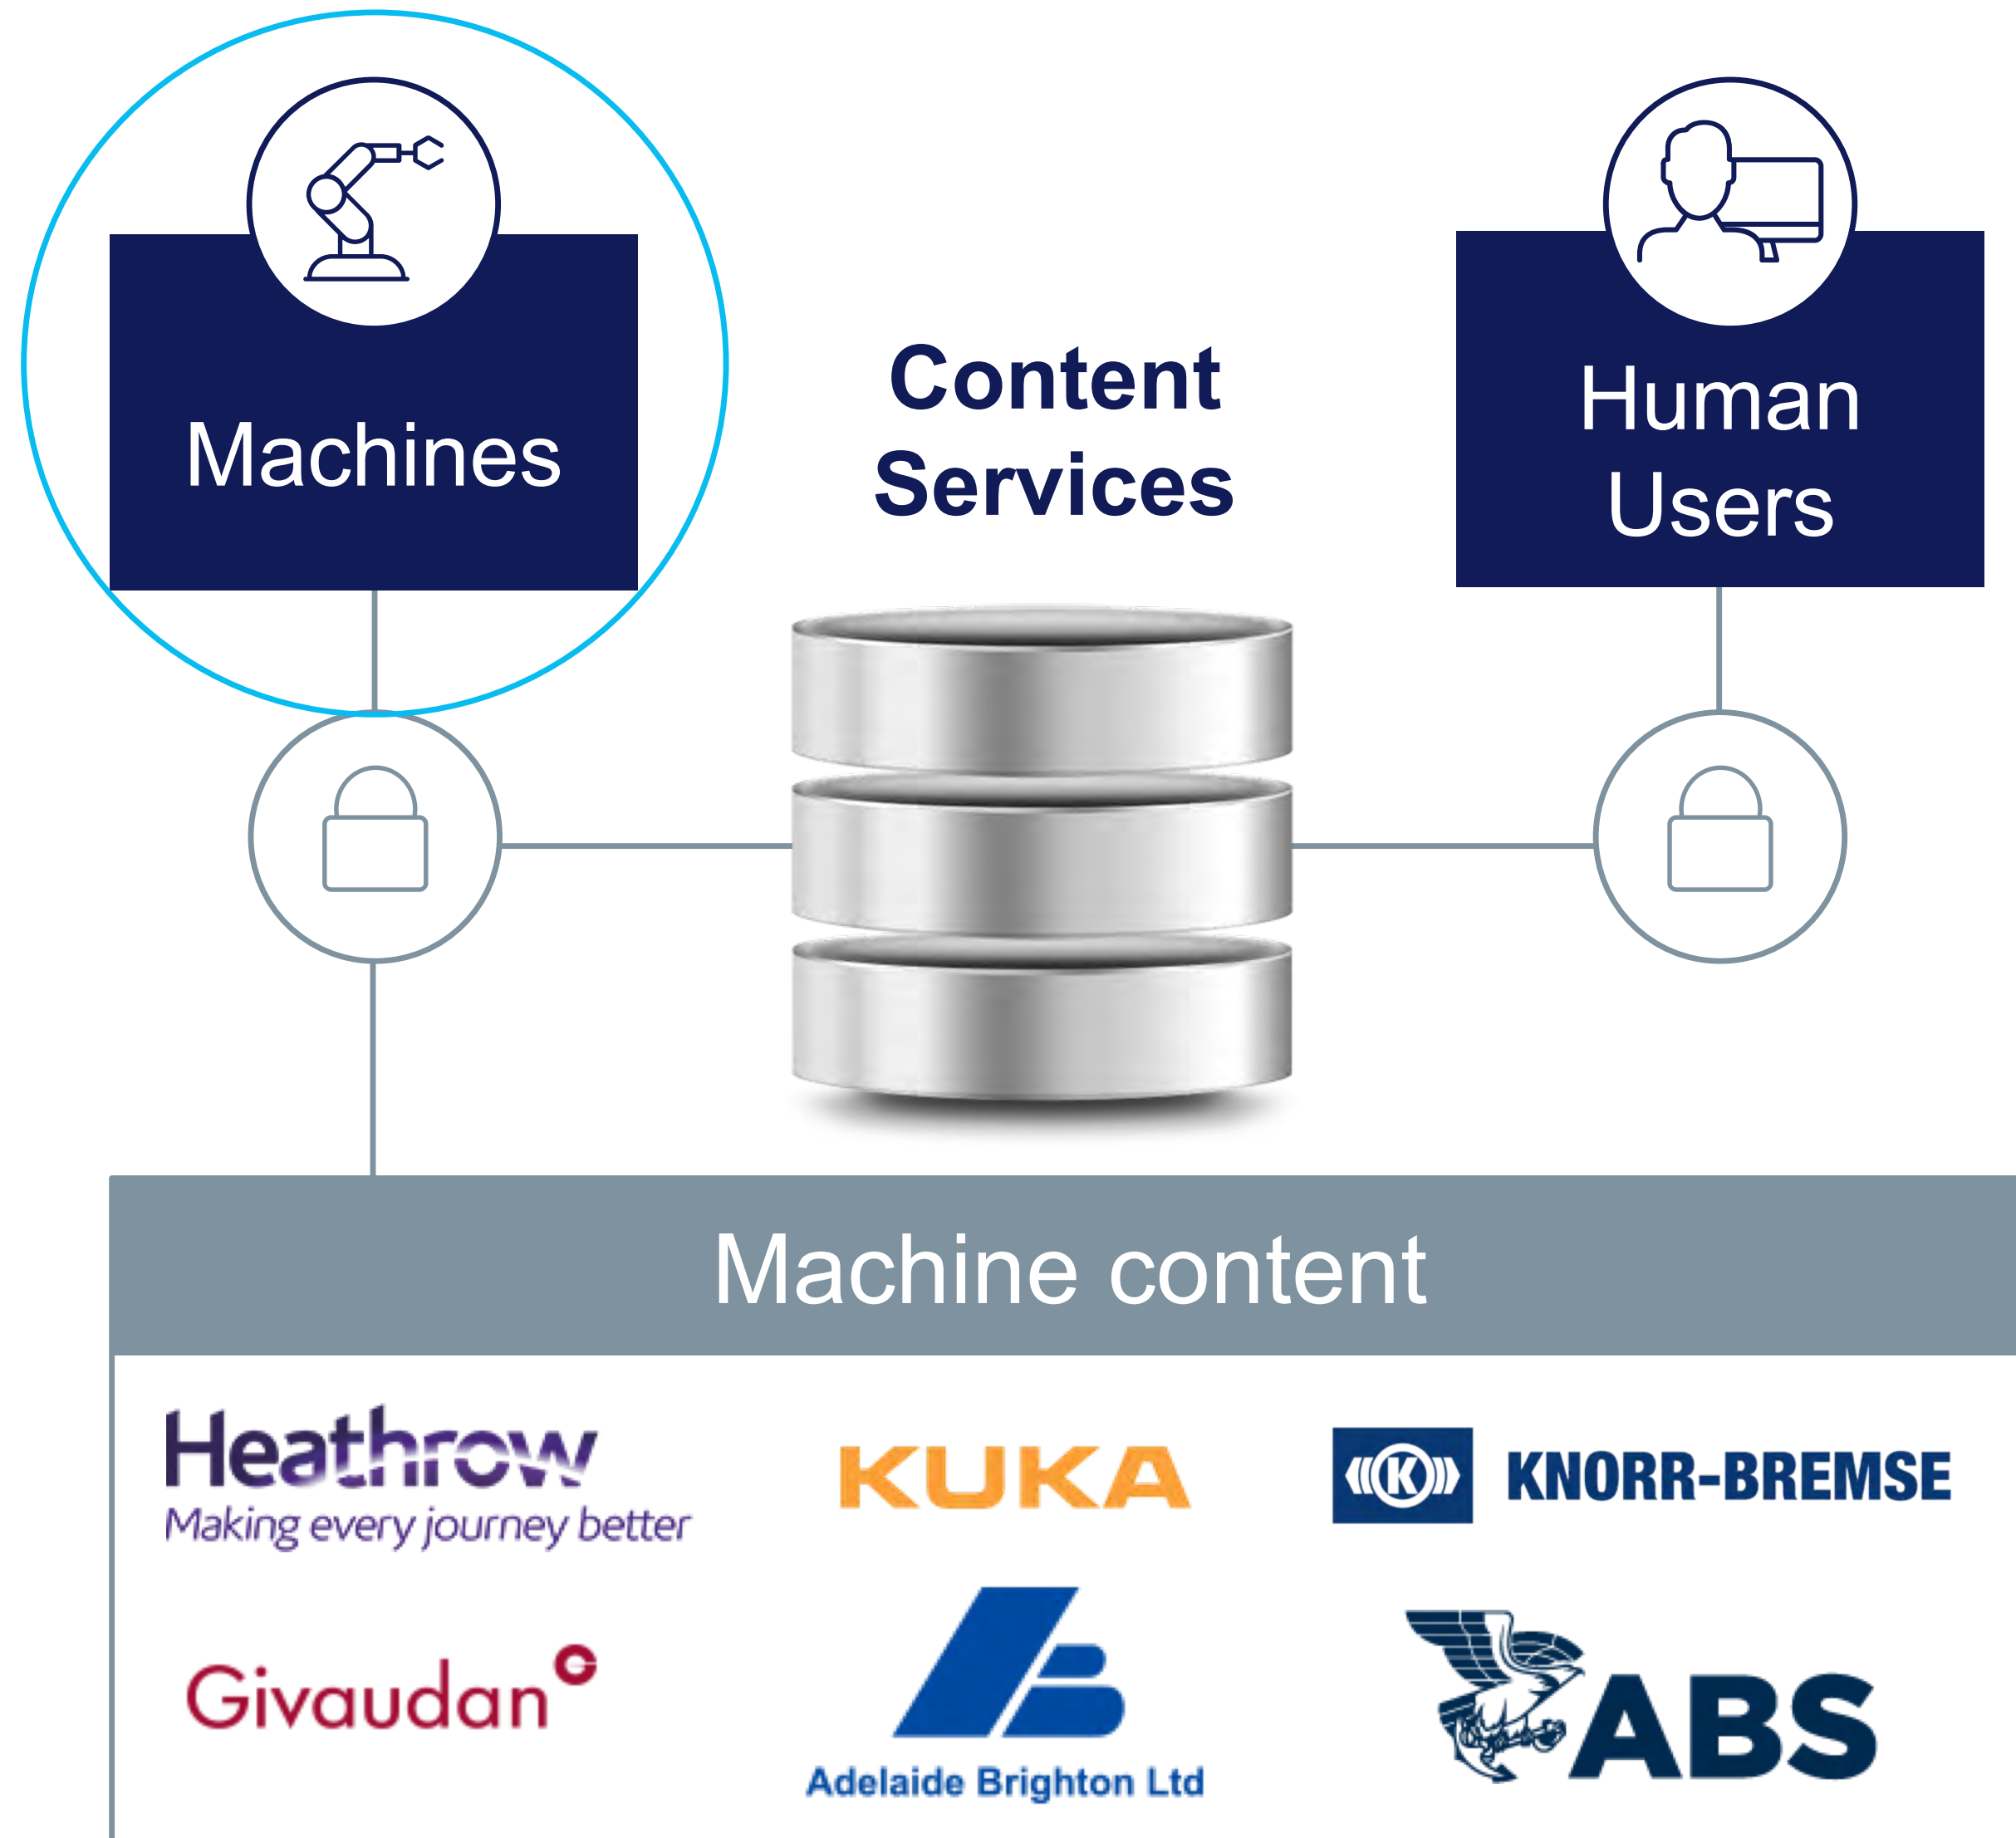 Machines
Content
Services
Human
Users
Machine content
Heathrow
Making every journey better
KUKA
KNORR-BREMSE
Givaudan
Adelaide Brighton Ltd
ABS